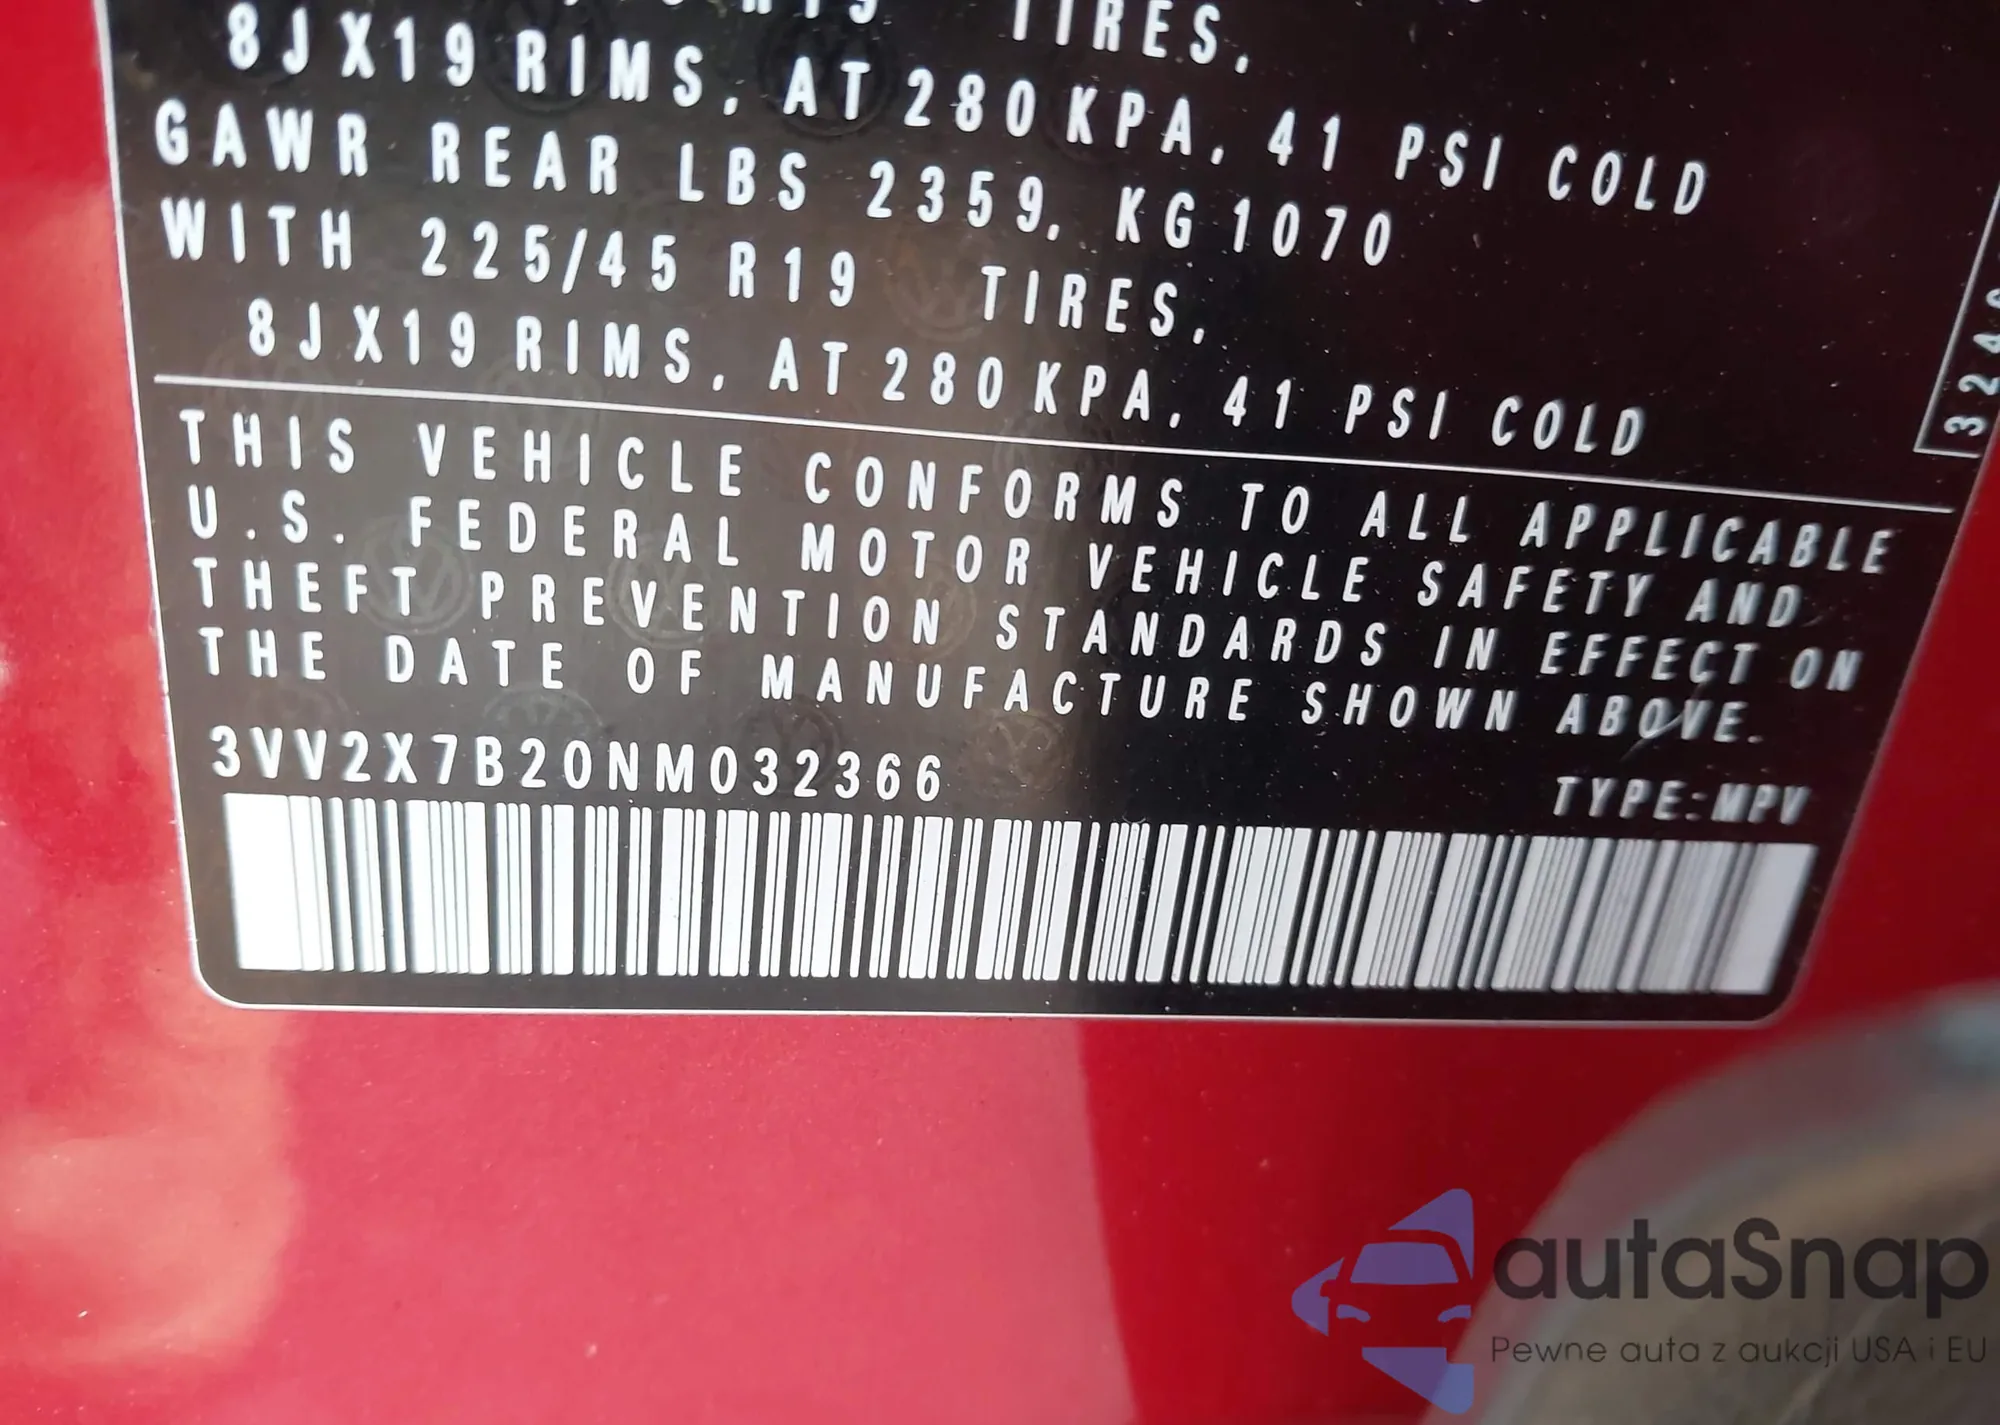 R19 TIRES,
8JX19 RIMS, AT 280 KPA, 41 PSI COLD
GAWR REAR LBS 2359, KG 1070
WITH 225/45 R19 TIRES,
8JX19 RIMS, AT 280 KPA, 41 PSI COLD
THIS VEHICLE CONFORMS TO ALL APPLICABLE
U.S. FEDERAL MOTOR VEHICLE SAFETY AND
THEFT PREVENTION STANDARDS IN EFFECT ON
THE DATE OF MANUFACTURE SHOWN ABOVE.
3VV2X7B20NM032366
TYPE:MPV
autaSnap
Pewne auta z aukcji USA i EU